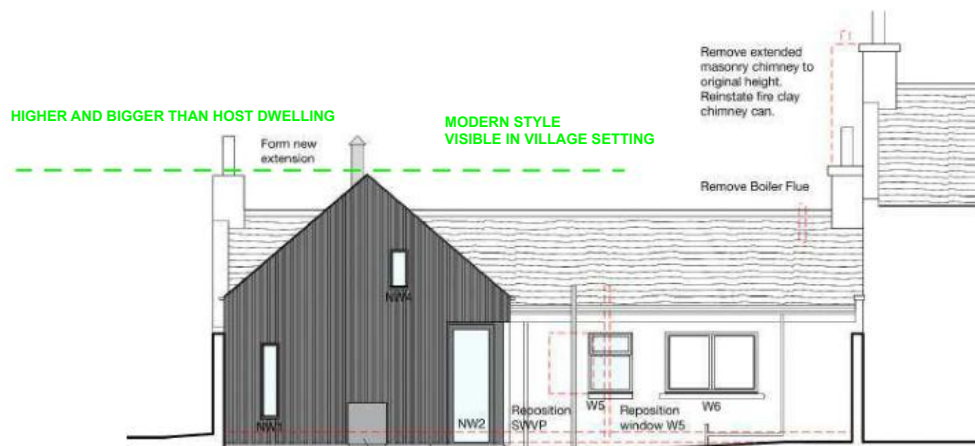 HIGHER AND BIGGER THAN HOST DWELLING
Form new
extension
MODERN STYLE
VISIBLE IN VILLAGE SETTING
Remove extended
masonry chimney to
original height.
Reinstate fire clay
chimney can.
Remove Boiler Flue
NW4
NW1
NW2
Reposition
SWVP
W5
Reposition
window W5
W6